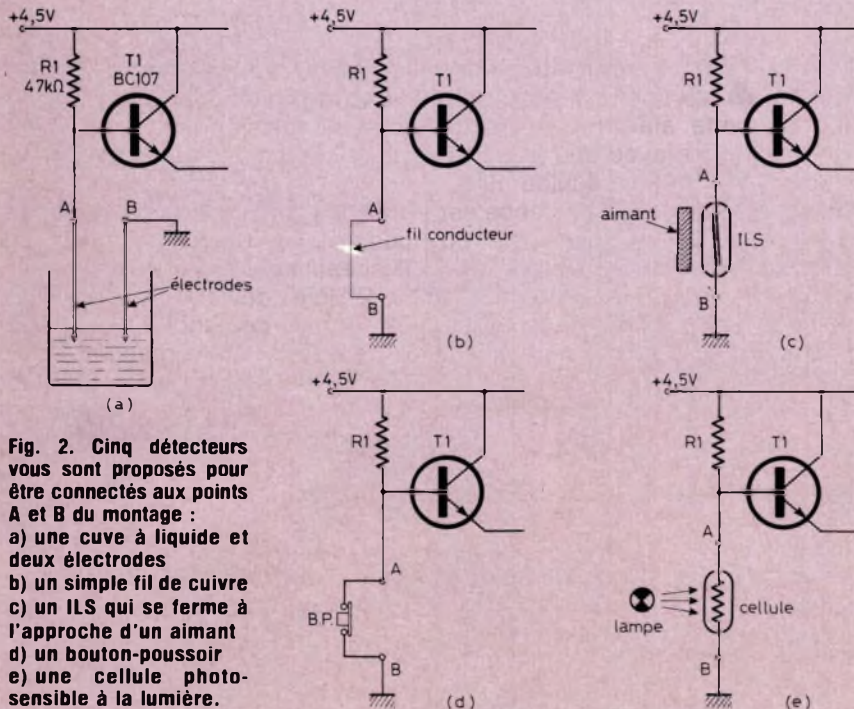 +4,5V
R1
47kΩ
T1
BC107
A
B
électrodes
(a)
+4,5V
R1
T1
A
fil conducteur
B
(b)
+4,5V
R1
T1
A
aimant
ILS
B
(c)
Fig. 2. Cinq détecteurs
vous sont proposés pour
être connectés aux points
A et B du montage :
a) une cuve à liquide et
deux électrodes
b) un simple fil de cuivre
c) un ILS qui se ferme à
l'approche d'un aimant
d) un bouton-poussoir
e) une cellule photo-
sensible à la lumière.
+4,5V
R1
T1
A
B.P.
B
(d)
+4,5V
R1
T1
A
lampe
cellule
B
(e)